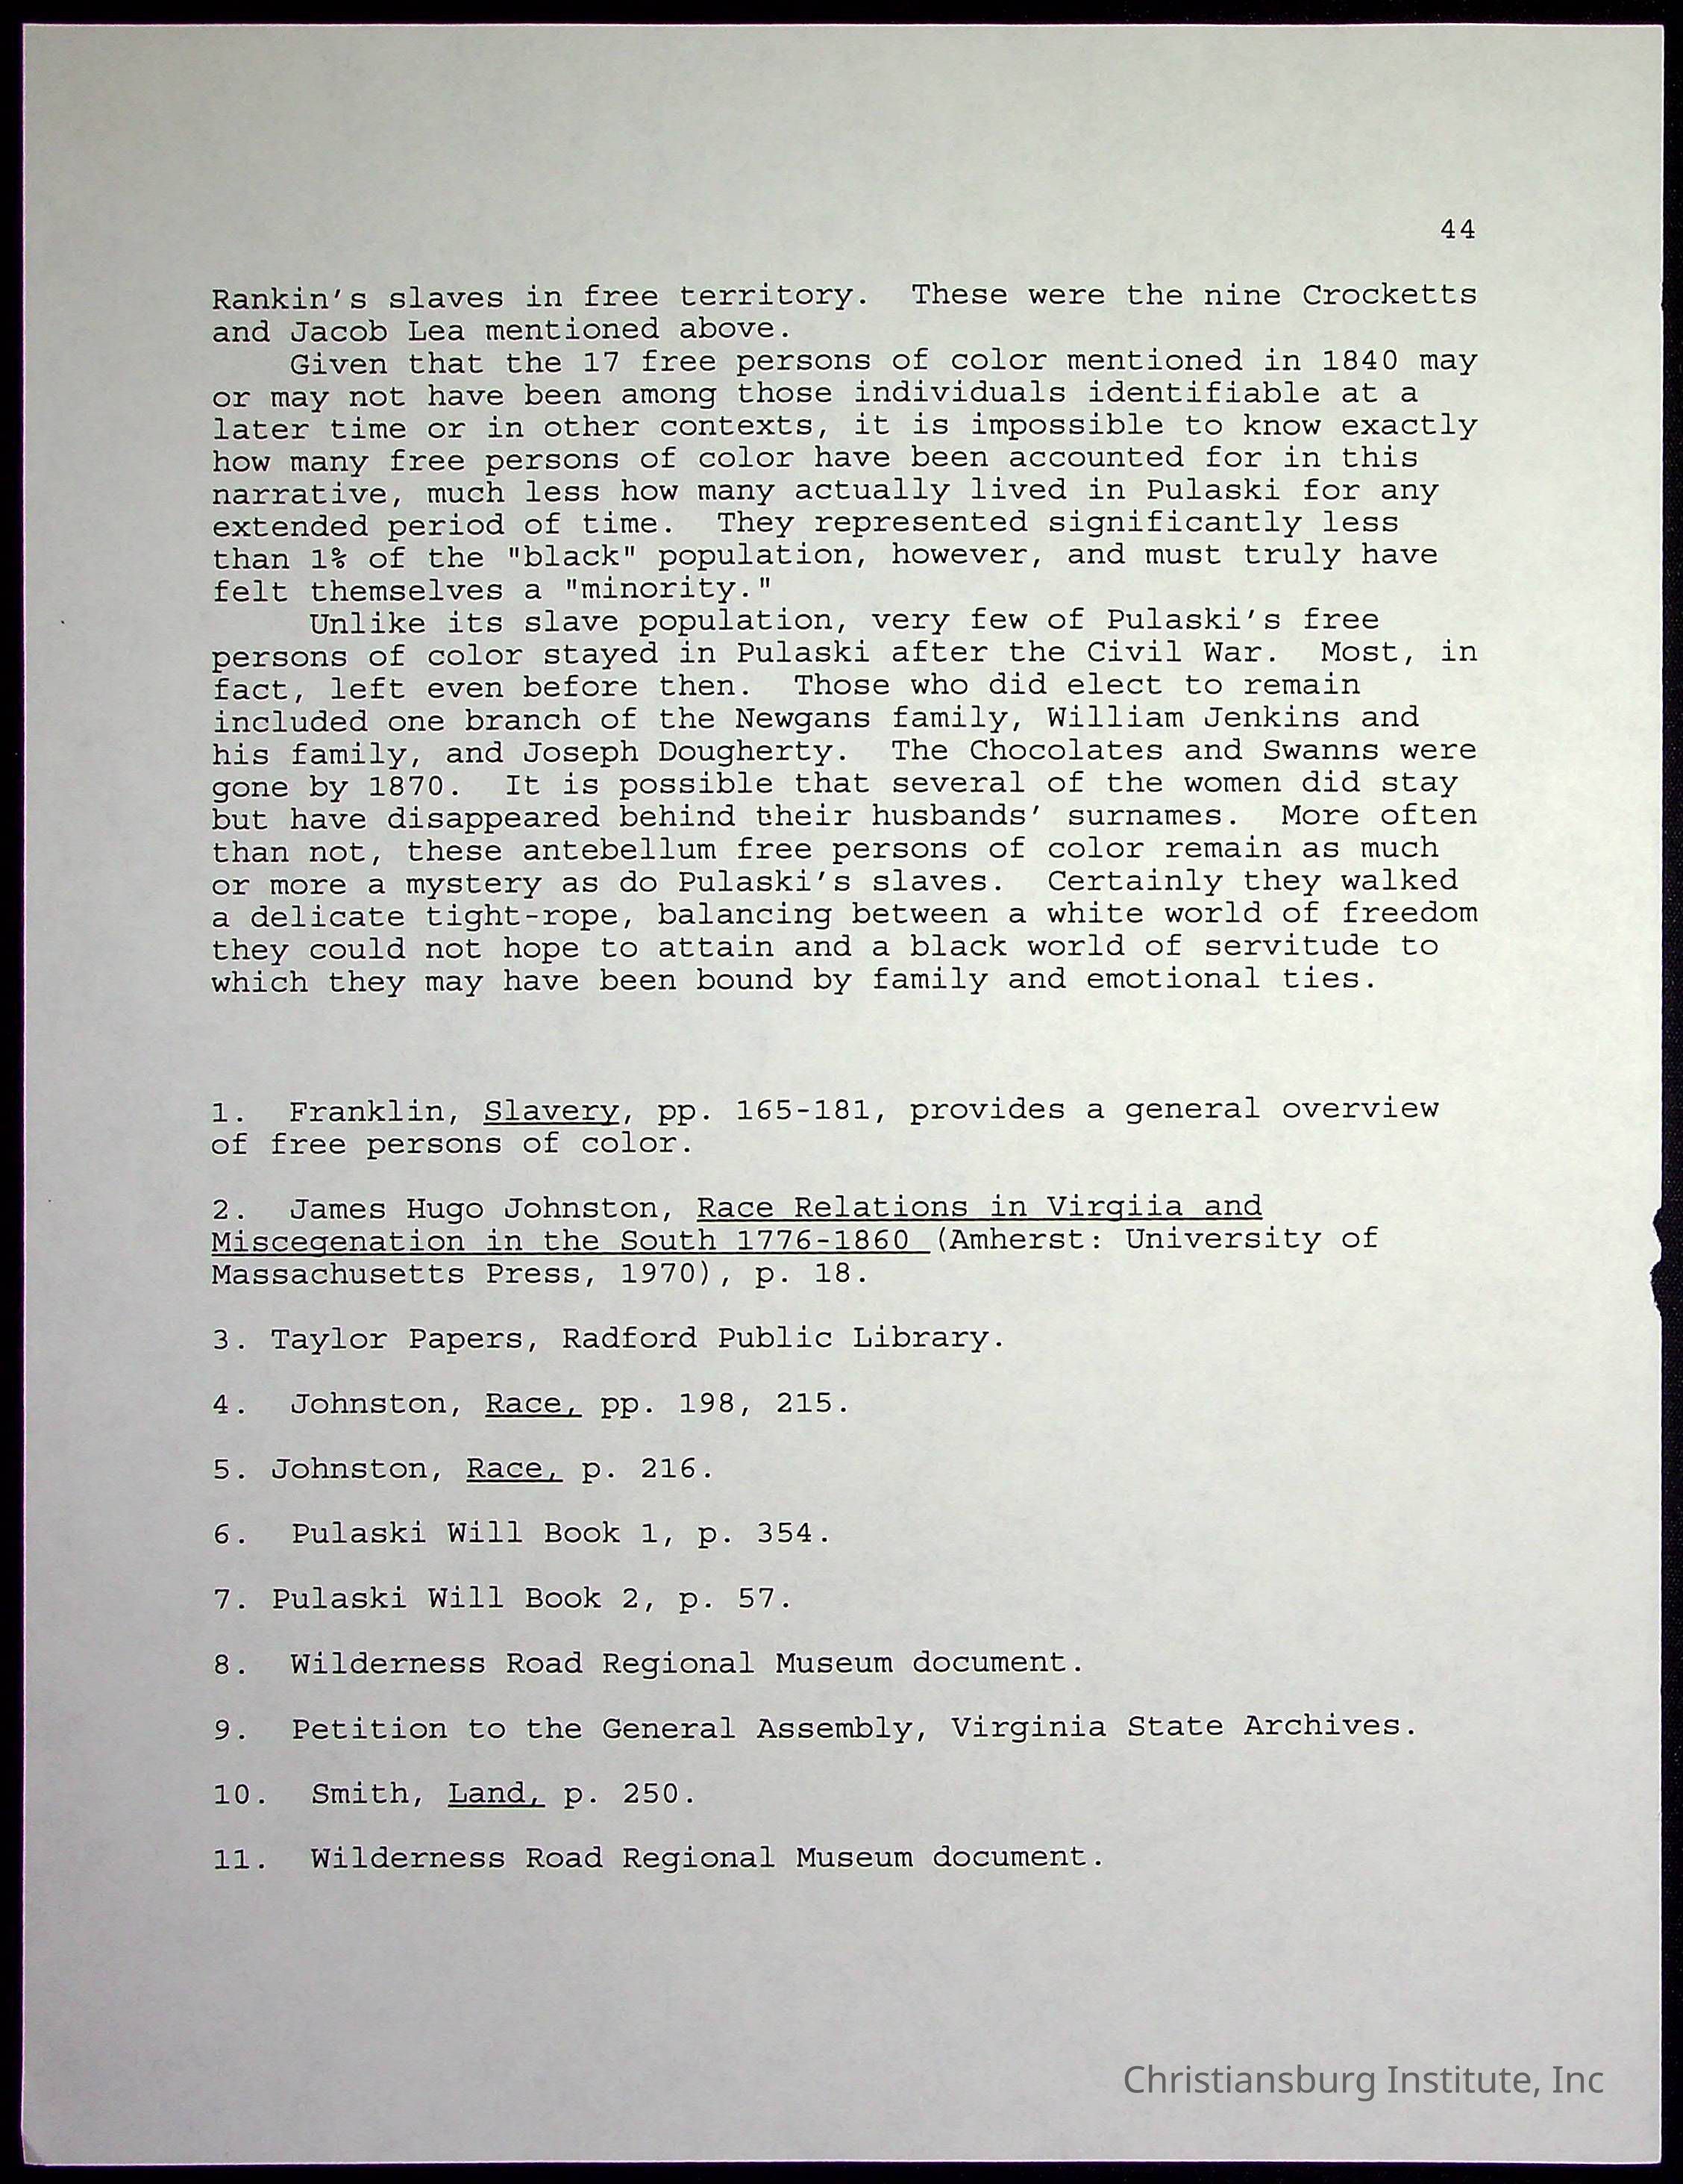 44
Rankin's slaves in free territory.  These were the nine Crocketts
and Jacob Lea mentioned above.
Given that the 17 free persons of color mentioned in 1840 may
or may not have been among those individuals identifiable at a
later time or in other contexts, it is impossible to know exactly
how many free persons of color have been accounted for in this
narrative, much less how many actually lived in Pulaski for any
extended period of time.  They represented significantly less
than 1% of the "black" population, however, and must truly have
felt themselves a "minority."
Unlike its slave population, very few of Pulaski's free
persons of color stayed in Pulaski after the Civil War.  Most, in
fact, left even before then.  Those who did elect to remain
included one branch of the Newgans family, William Jenkins and
his family, and Joseph Dougherty.  The Chocolates and Swanns were
gone by 1870.  It is possible that several of the women did stay
but have disappeared behind their husbands' surnames.  More often
than not, these antebellum free persons of color remain as much
or more a mystery as do Pulaski's slaves.  Certainly they walked
a delicate tight-rope, balancing between a white world of freedom
they could not hope to attain and a black world of servitude to
which they may have been bound by family and emotional ties.
1.  Franklin, Slavery, pp. 165-181, provides a general overview
of free persons of color.
2.  James Hugo Johnston, Race Relations in Virgiia and
Miscegenation in the South 1776-1860 (Amherst: University of
Massachusetts Press, 1970), p. 18.
3. Taylor Papers, Radford Public Library.
4.  Johnston, Race, pp. 198, 215.
5. Johnston, Race, p. 216.
6.  Pulaski Will Book 1, p. 354.
7. Pulaski Will Book 2, p. 57.
8.  Wilderness Road Regional Museum document.
9.  Petition to the General Assembly, Virginia State Archives.
10.  Smith, Land, p. 250.
11.  Wilderness Road Regional Museum document.
Christiansburg Institute, Inc